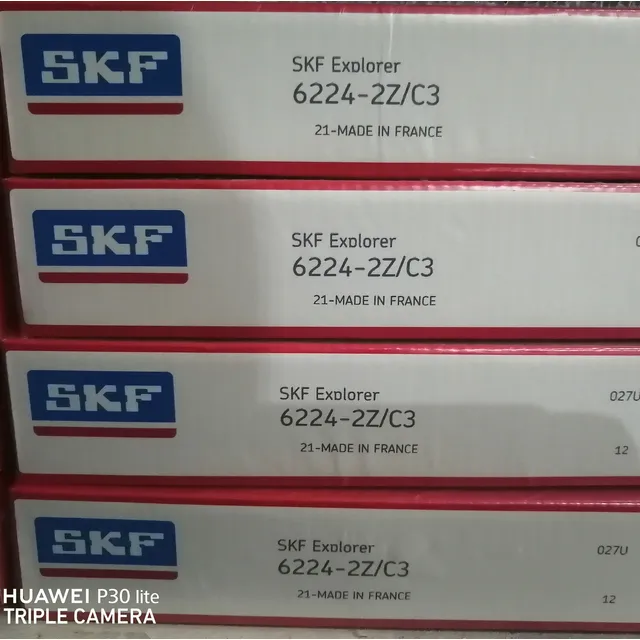 SKF
SKF Explorer
6224-2Z/C3
21-MADE IN FRANCE
SKF
SKF Explorer
6224-2Z/C3
21-MADE IN FRANCE
SKF
SKF Explorer
027U
6224-2Z/C3
21-MADE IN FRANCE
12
SKF
SKF Explorer
027U
6224-2Z/C3
21-MADE IN FRANCE
12
HUAWEI P30 lite
TRIPLE CAMERA